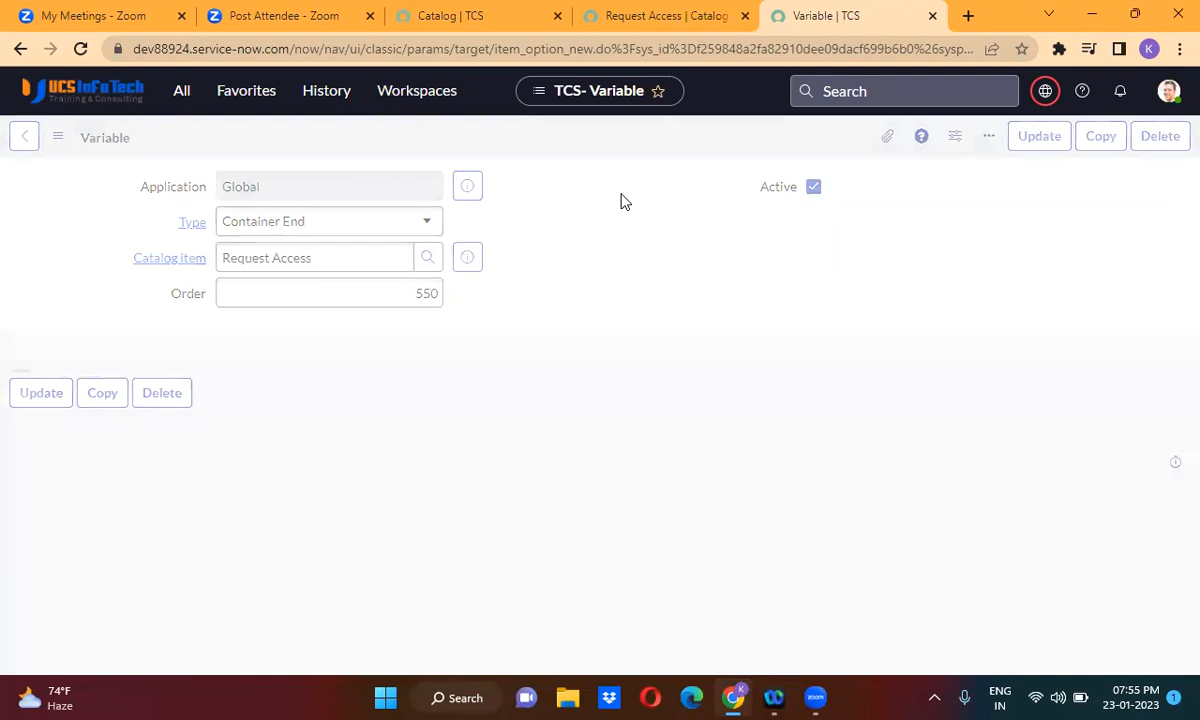 My Meetings - Zoom
Post Attendee - Zoom
Catalog | TCS
Request Access | Catalog
Variable | TCS
dev88924.service-now.com/now/nav/ui/classic/params/target/item_option_new.do%3Fsys_id%3Df259848a2fa82910dee09dacf699b6b0%26sysp...
K
UCS InFoTech
Training & Consulting
All
Favorites
History
Workspaces
TCS- Variable
Search
Variable
Update
Copy
Delete
Application
Global
Active
Type
Container End
Catalog item
Request Access
Order
550
Update
Copy
Delete
74°F
Haze
Search
K
zoom
ENG
IN
07:55 PM
23-01-2023
1